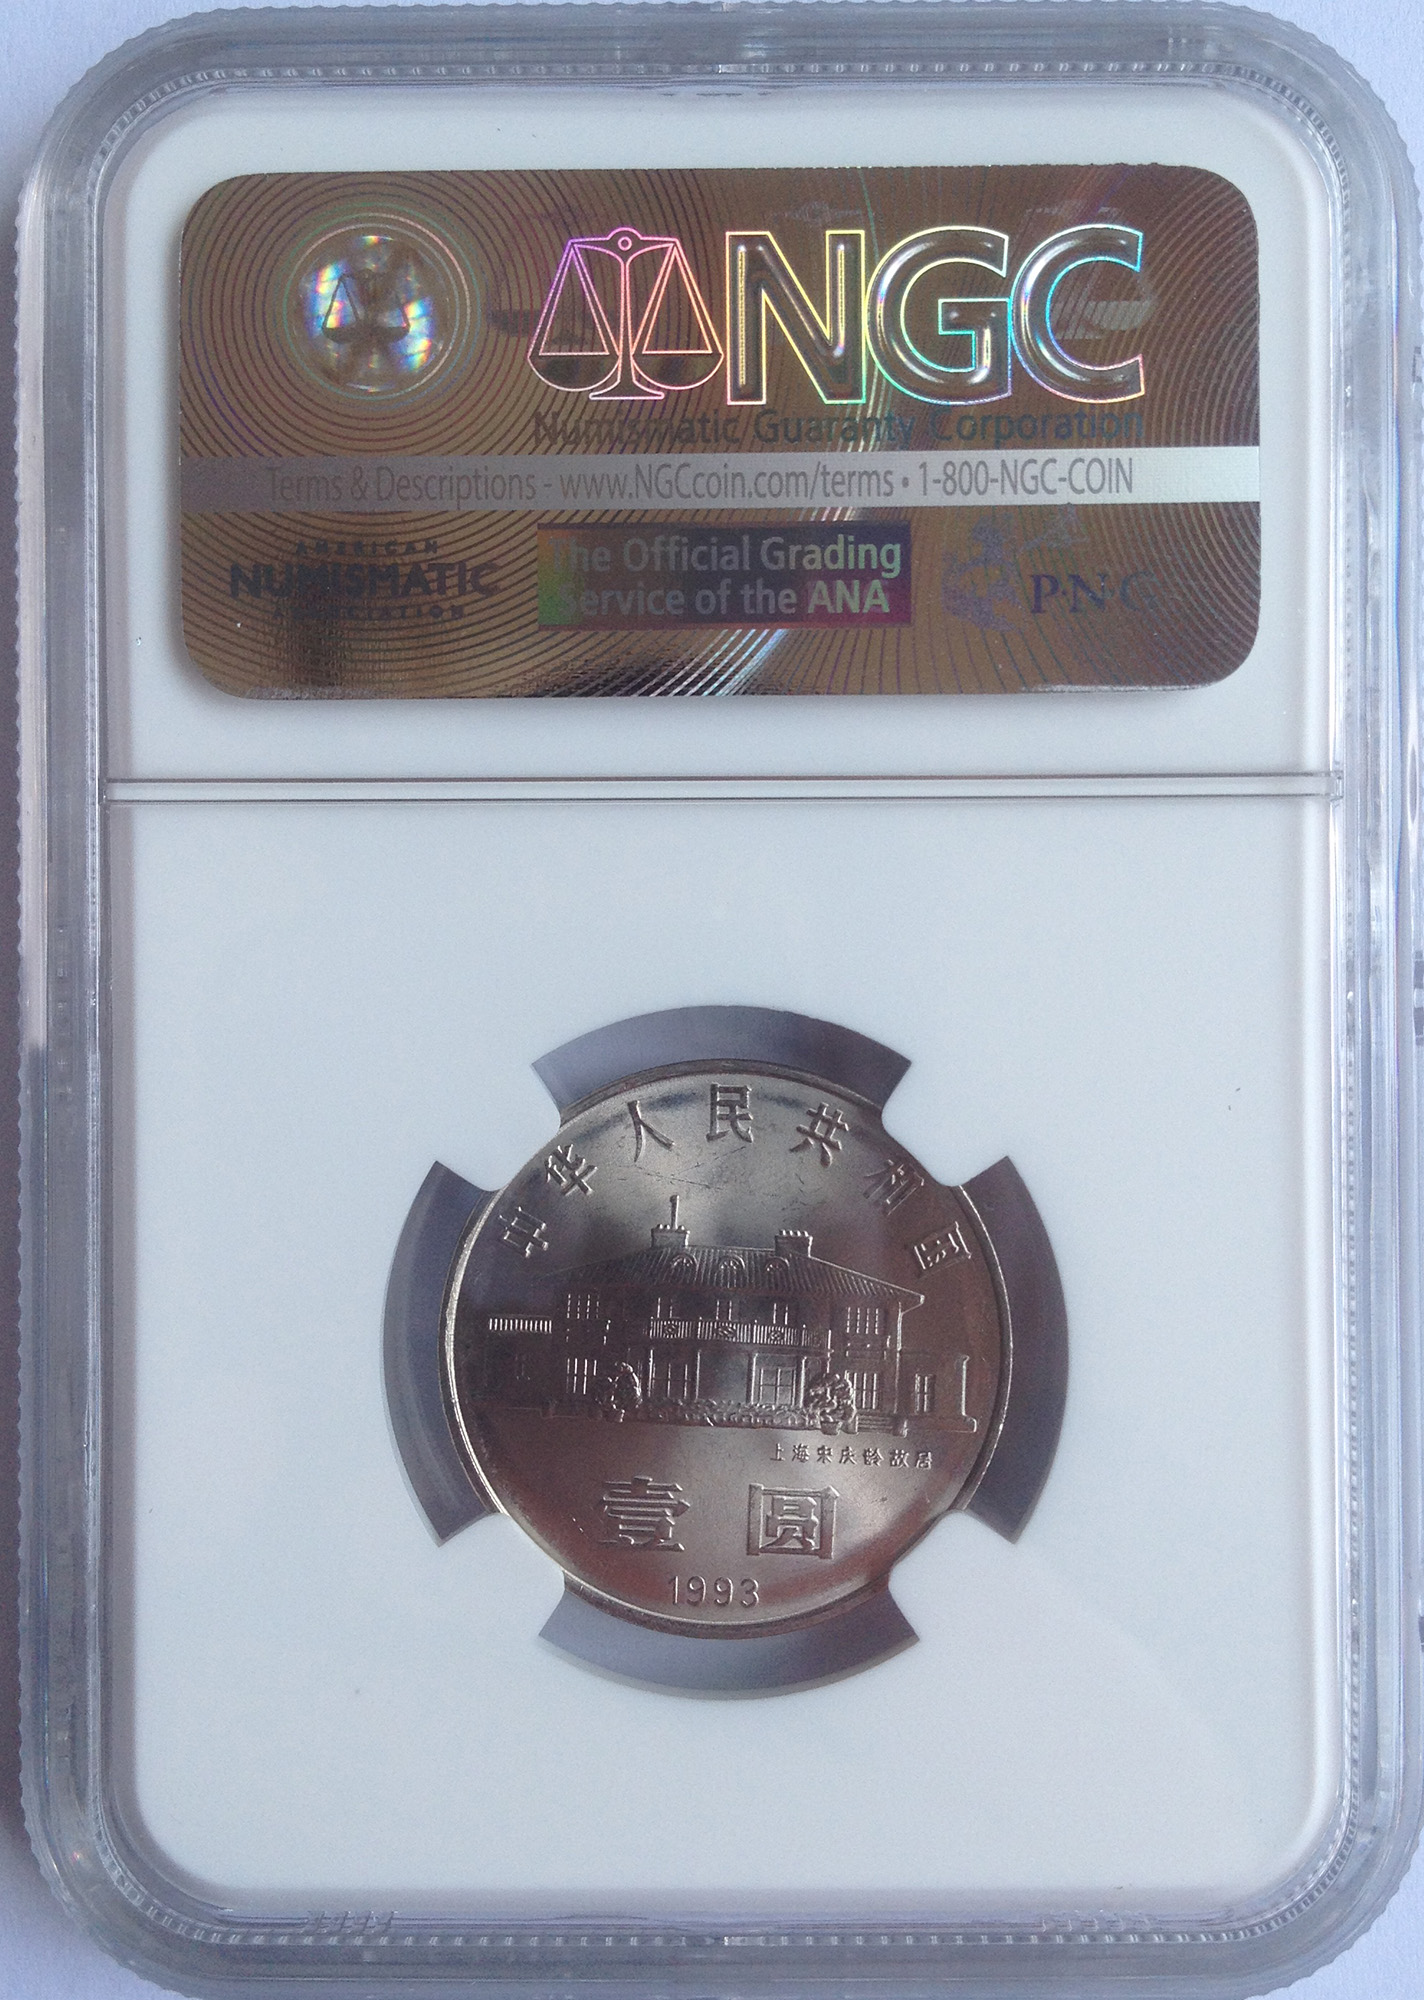 NGC
Numismatic Guaranty Corporation
Terms & Descriptions - www.NGCcoin.com/terms • 1-800-NGC-COIN
AMERICAN
NUMISMATIC
ASSOCIATION
The Official Grading
Service of the ANA
P·N·G
中华人民共和国
上海宋庆龄故居
壹圆
1993